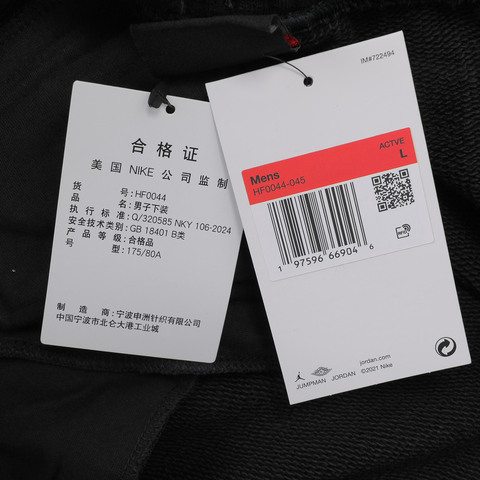 合格证
美国 NIKE 公司监制
货 号: HF0044
品 名: 男子下装
执行标准: Q/320585 NKY 106-2024
安全技术类别: GB 18401 B类
产品等级: 合格品
号 型: 175/80A
制造商: 宁波申洲针织有限公司
中国宁波市北仑大港工业城
IM#722494
Mens
HF0044-045
ACTVE
L
1 97596 66904 6
RFID
JUMPMAN JORDAN
jordan.com
©2021 Nike